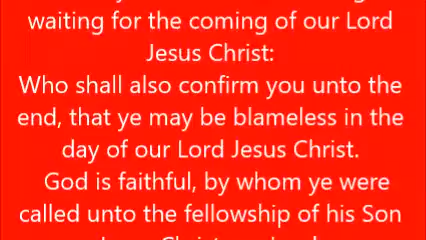 waiting for the coming of our Lord
Jesus Christ:
Who shall also confirm you unto the
end, that ye may be blameless in the
day of our Lord Jesus Christ.
God is faithful, by whom ye were
called unto the fellowship of his Son